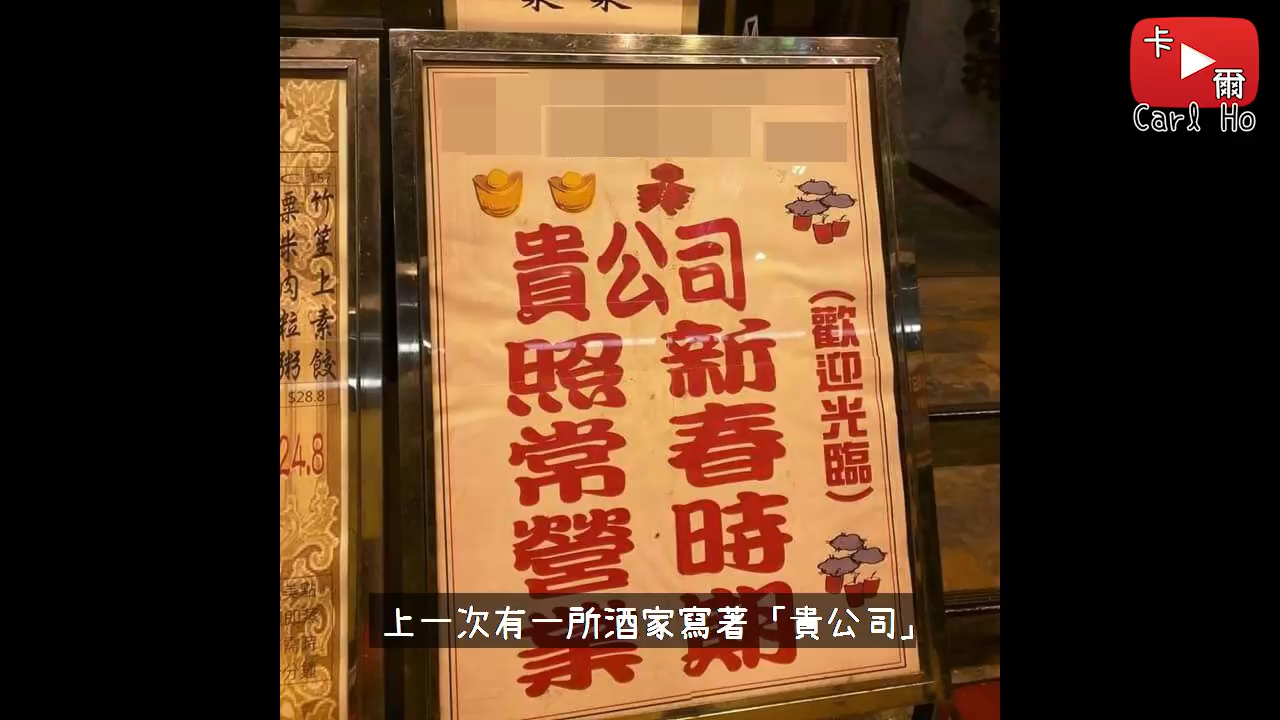 卡爾
Carl Ho
貴公司
新春時期
照常營業
(歡迎光臨)
竹笙上素餃
$28.8
粟米肉粒粥
24.8
上一次有一所酒家寫著「貴公司」